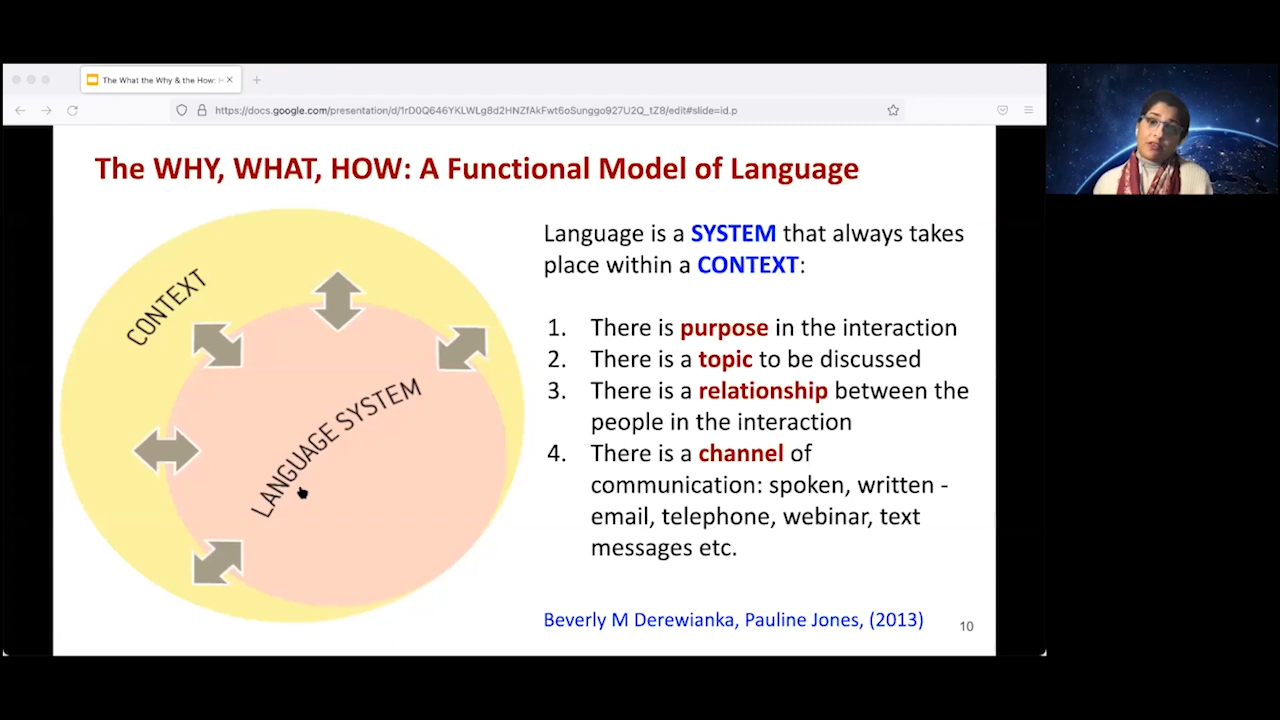 The What the Why & the How: H
https://docs.google.com/presentation/d/1rD0Q646YKLWLg8d2HNZfAkFwt6oSunggo927U2Q_tZ8/edit#slide=id.p
The WHY, WHAT, HOW: A Functional Model of Language
CONTEXT
LANGUAGE SYSTEM
Language is a SYSTEM that always takes
place within a CONTEXT:
1. There is purpose in the interaction
2. There is a topic to be discussed
3. There is a relationship between the
people in the interaction
4. There is a channel of
communication: spoken, written -
email, telephone, webinar, text
messages etc.
Beverly M Derewianka, Pauline Jones, (2013)
10